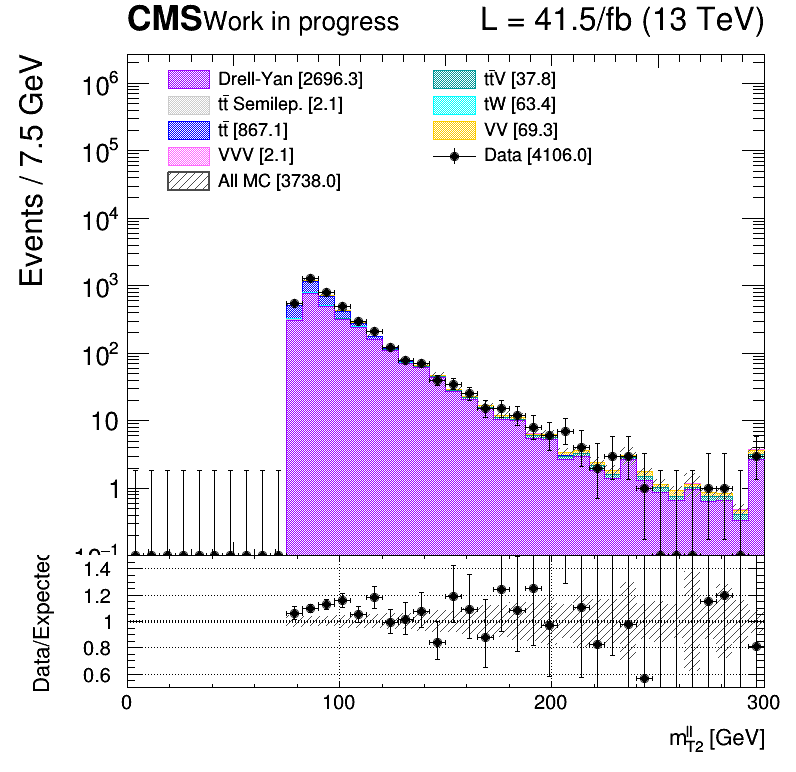 CMS Work in progress L = 41.5/fb (13 TeV)
Events / 7.5 GeV
Drell-Yan [2696.3]
tt̄ Semilep. [2.1]
tt̄ [867.1]
VVV [2.1]
All MC [3738.0]
tt̄V [37.8]
tW [63.4]
VV [69.3]
Data [4106.0]
10⁶
10⁵
10⁴
10³
10²
10
1
10⁻¹
Data/Expected
1.4
1.2
1
0.8
0.6
0 100 200 300
m^{ll}_{T2} [GeV]